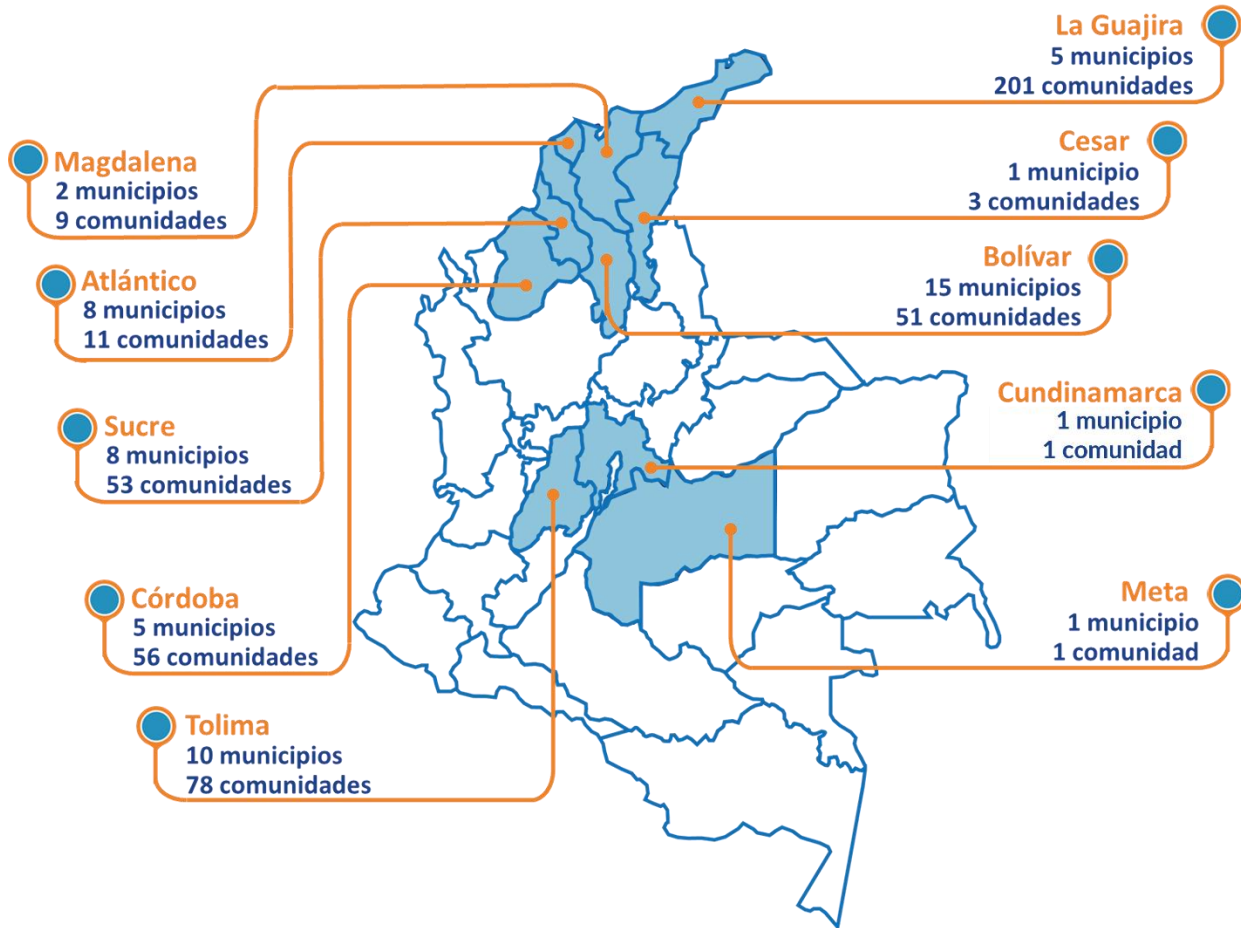 La Guajira
5 municipios
201 comunidades
Cesar
1 municipio
3 comunidades
Magdalena
2 municipios
9 comunidades
Bolívar
15 municipios
51 comunidades
Atlántico
8 municipios
11 comunidades
Cundinamarca
1 municipio
1 comunidad
Sucre
8 municipios
53 comunidades
Meta
1 municipio
1 comunidad
Córdoba
5 municipios
56 comunidades
Tolima
10 municipios
78 comunidades